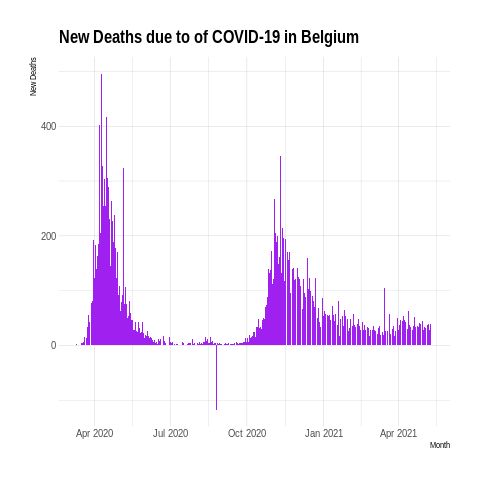 New Deaths due to of COVID-19 in Belgium
New Deaths
400
200
0
Apr 2020 Jul 2020 Oct 2020 Jan 2021 Apr 2021
Month